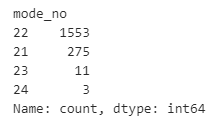 mode_no
22    1553
21     275
23      11
24       3
Name: count, dtype: int64